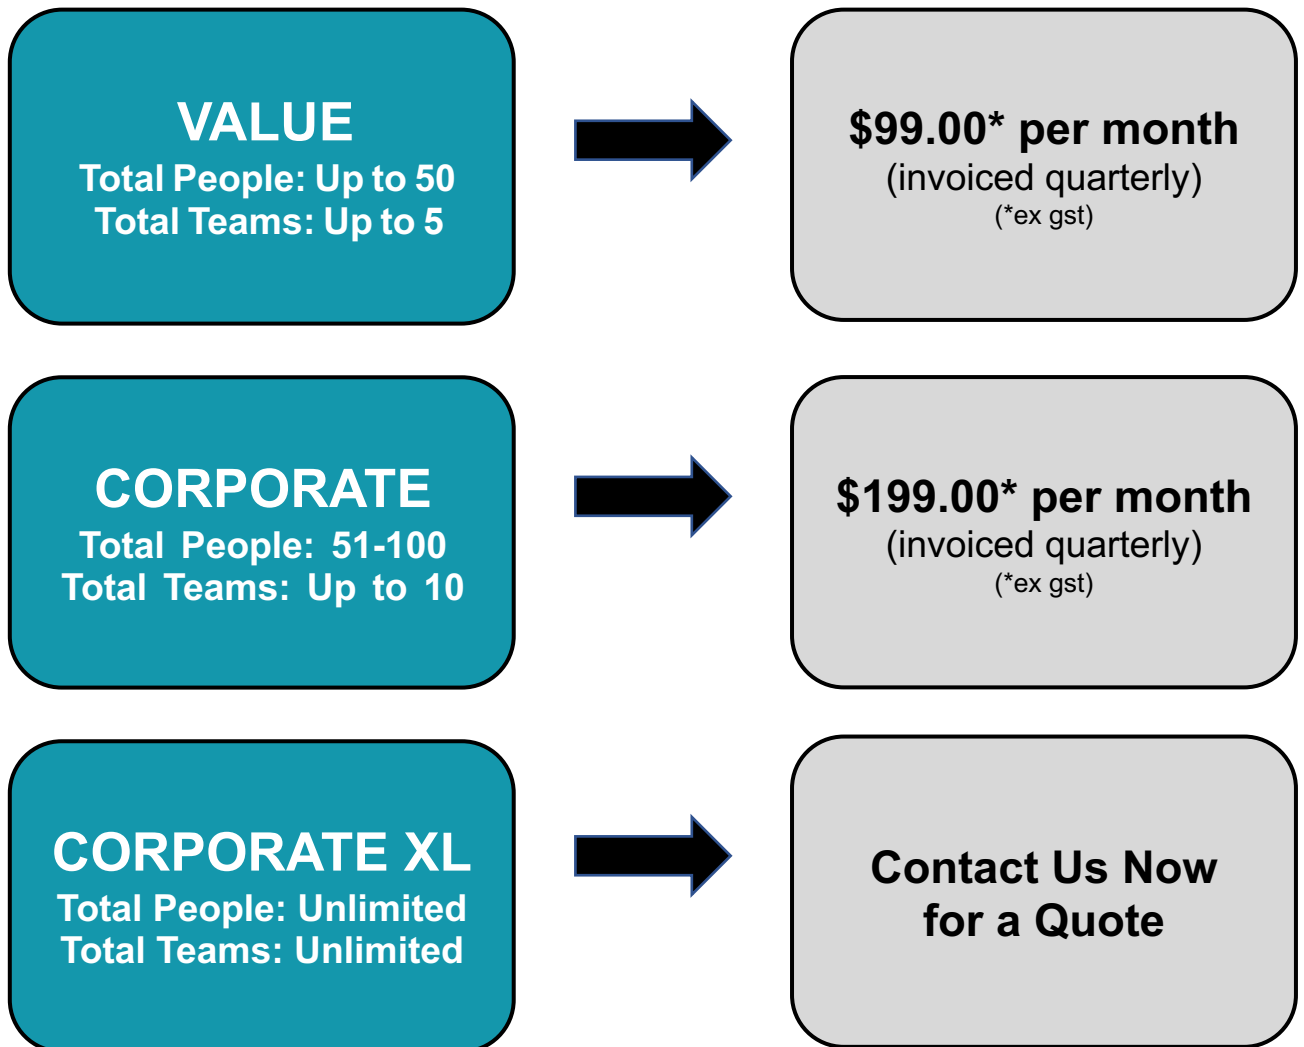 VALUE
Total People: Up to 50
Total Teams: Up to 5
$99.00* per month
(invoiced quarterly)
(*ex gst)
CORPORATE
Total People: 51-100
Total Teams: Up to 10
$199.00* per month
(invoiced quarterly)
(*ex gst)
CORPORATE XL
Total People: Unlimited
Total Teams: Unlimited
Contact Us Now
for a Quote